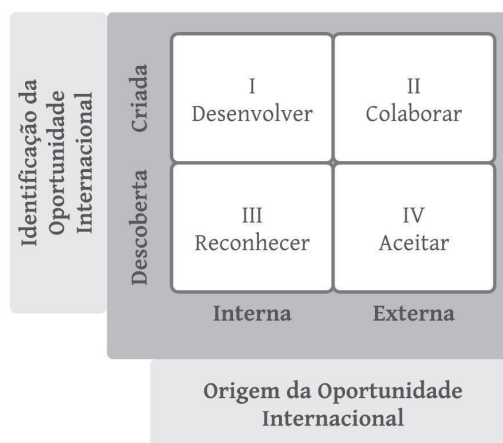 Identificação da
Oportunidade
Internacional
Criada
Descoberta
I
Desenvolver
II
Colaborar
III
Reconhecer
IV
Aceitar
Interna
Externa
Origem da Oportunidade
Internacional